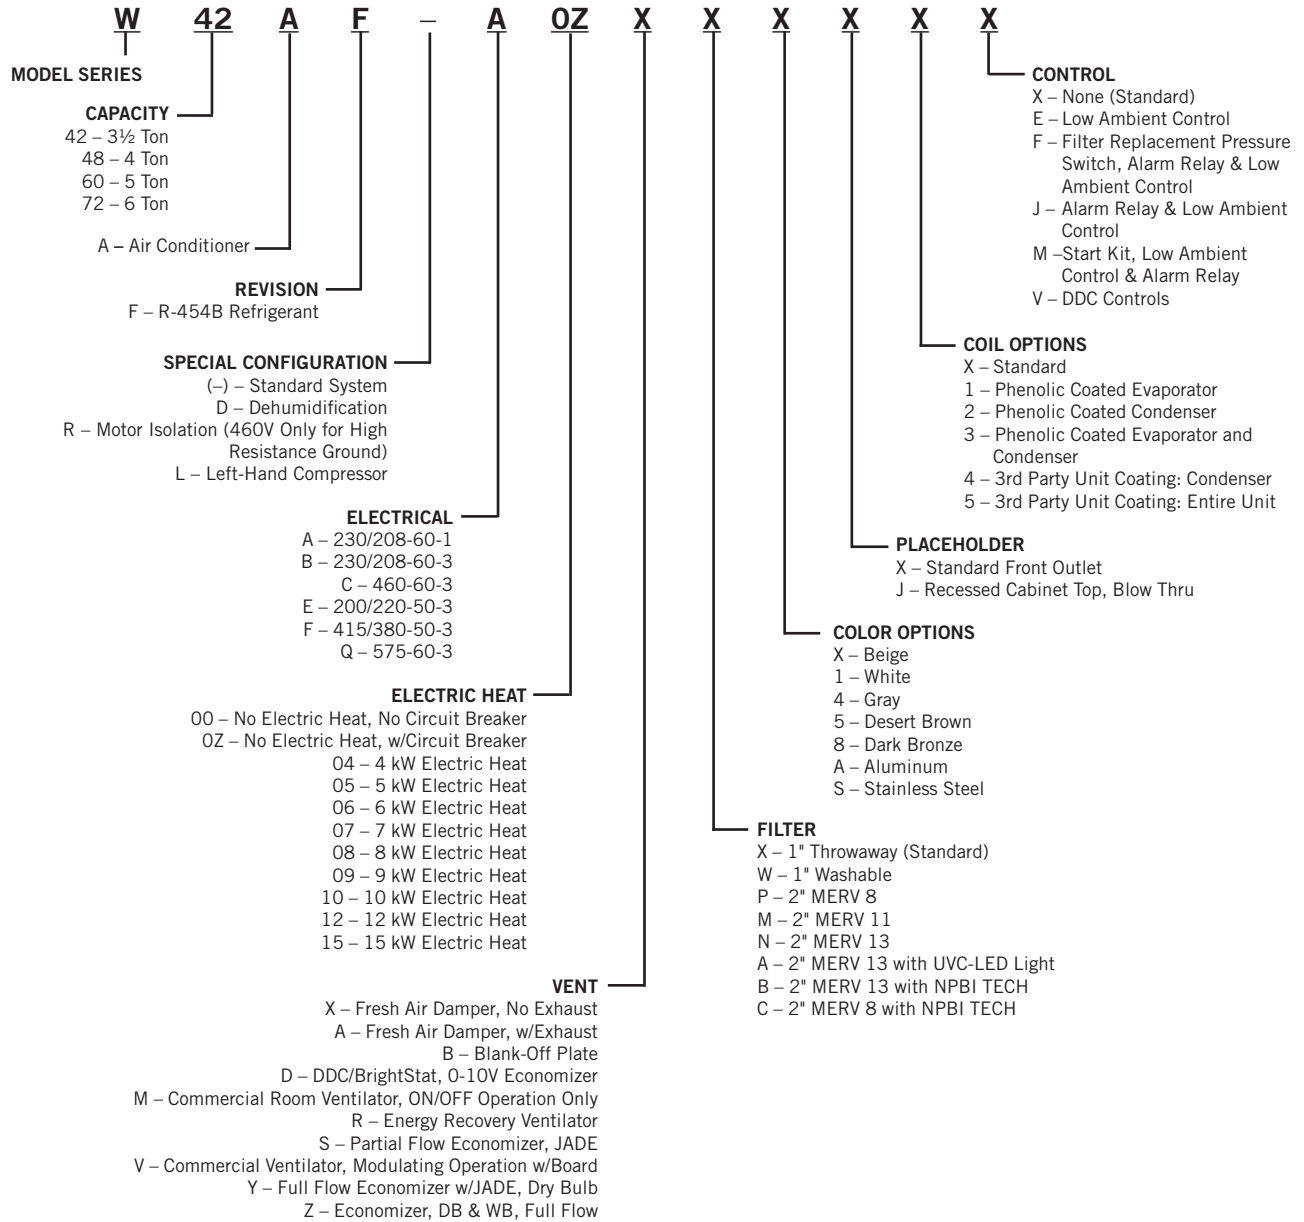 W 42 A F – A 0Z X X X X X X
MODEL SERIES
CAPACITY
42 – 3½ Ton
48 – 4 Ton
60 – 5 Ton
72 – 6 Ton
A – Air Conditioner
REVISION
F – R-454B Refrigerant
SPECIAL CONFIGURATION
(–) – Standard System
D – Dehumidification
R – Motor Isolation (460V Only for High
Resistance Ground)
L – Left-Hand Compressor
ELECTRICAL
A – 230/208-60-1
B – 230/208-60-3
C – 460-60-3
E – 200/220-50-3
F – 415/380-50-3
Q – 575-60-3
ELECTRIC HEAT
00 – No Electric Heat, No Circuit Breaker
0Z – No Electric Heat, w/Circuit Breaker
04 – 4 kW Electric Heat
05 – 5 kW Electric Heat
06 – 6 kW Electric Heat
07 – 7 kW Electric Heat
08 – 8 kW Electric Heat
09 – 9 kW Electric Heat
10 – 10 kW Electric Heat
12 – 12 kW Electric Heat
15 – 15 kW Electric Heat
VENT
X – Fresh Air Damper, No Exhaust
A – Fresh Air Damper, w/Exhaust
B – Blank-Off Plate
D – DDC/BrightStat, 0-10V Economizer
M – Commercial Room Ventilator, ON/OFF Operation Only
R – Energy Recovery Ventilator
S – Partial Flow Economizer, JADE
V – Commercial Ventilator, Modulating Operation w/Board
Y – Full Flow Economizer w/JADE, Dry Bulb
Z – Economizer, DB & WB, Full Flow
CONTROL
X – None (Standard)
E – Low Ambient Control
F – Filter Replacement Pressure
Switch, Alarm Relay & Low
Ambient Control
J – Alarm Relay & Low Ambient
Control
M –Start Kit, Low Ambient
Control & Alarm Relay
V – DDC Controls
COIL OPTIONS
X – Standard
1 – Phenolic Coated Evaporator
2 – Phenolic Coated Condenser
3 – Phenolic Coated Evaporator and
Condenser
4 – 3rd Party Unit Coating: Condenser
5 – 3rd Party Unit Coating: Entire Unit
PLACEHOLDER
X – Standard Front Outlet
J – Recessed Cabinet Top, Blow Thru
COLOR OPTIONS
X – Beige
1 – White
4 – Gray
5 – Desert Brown
8 – Dark Bronze
A – Aluminum
S – Stainless Steel
FILTER
X – 1" Throwaway (Standard)
W – 1" Washable
P – 2" MERV 8
M – 2" MERV 11
N – 2" MERV 13
A – 2" MERV 13 with UVC-LED Light
B – 2" MERV 13 with NPBI TECH
C – 2" MERV 8 with NPBI TECH